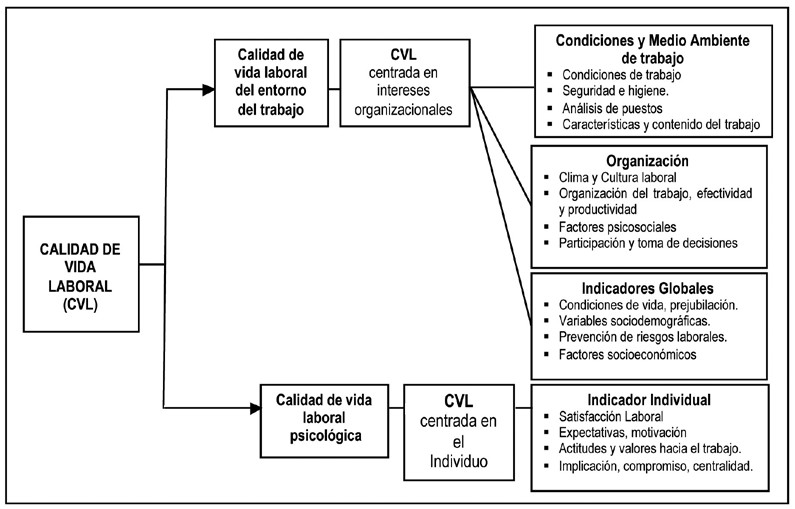 CALIDAD DE
VIDA
LABORAL
(CVL)
Calidad de
vida laboral
del entorno
del trabajo
CVL
centrada en
intereses
organizacionales
Condiciones y Medio Ambiente
de trabajo
▪ Condiciones de trabajo
▪ Seguridad e higiene.
▪ Análisis de puestos
▪ Características y contenido del trabajo
Organización
▪ Clima y Cultura laboral
▪ Organización del trabajo, efectividad
y productividad
▪ Factores psicosociales
▪ Participación y toma de decisiones
Indicadores Globales
▪ Condiciones de vida, prejubilación.
▪ Variables sociodemográficas.
▪ Prevención de riesgos laborales.
▪ Factores socioeconómicos
Calidad de vida
laboral
psicológica
CVL
centrada en
el
Individuo
Indicador Individual
▪ Satisfacción Laboral
▪ Expectativas, motivación
▪ Actitudes y valores hacia el trabajo.
▪ Implicación, compromiso, centralidad.